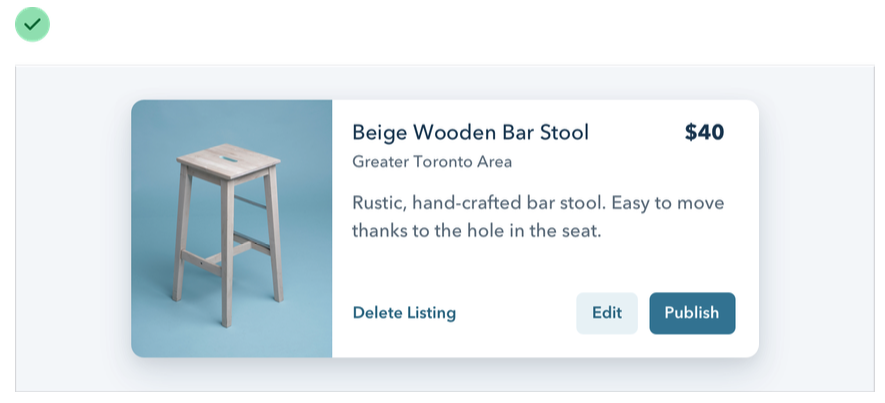 Beige Wooden Bar Stool
$40
Greater Toronto Area
Rustic, hand-crafted bar stool. Easy to move
thanks to the hole in the seat.
Delete Listing
Edit
Publish